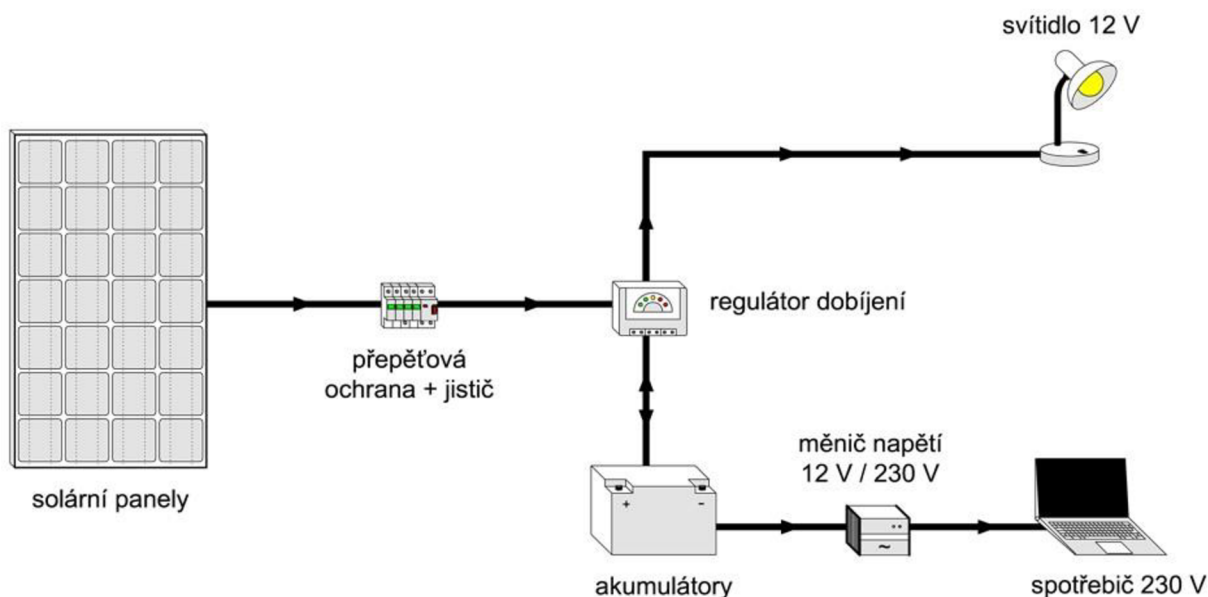 svítidlo 12 V
regulátor dobíjení
přepěťová
ochrana + jistič
měnič napětí
12 V / 230 V
solární panely
+ −
~
akumulátory
spotřebič 230 V